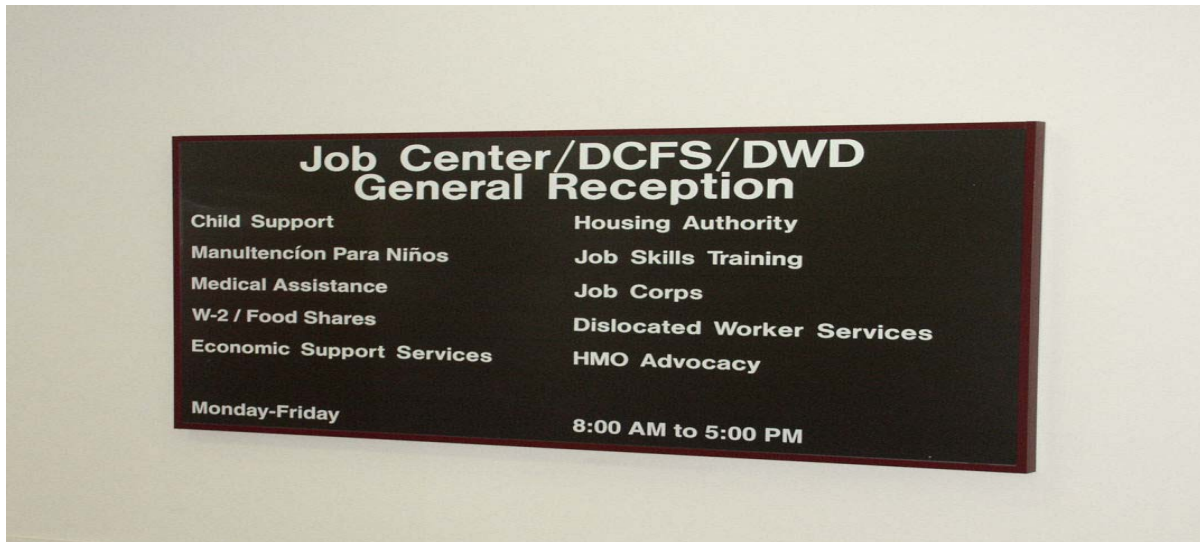 Job Center/DCFS/DWD
General Reception
Child Support
Manultencíon Para Niños
Medical Assistance
W-2 / Food Shares
Economic Support Services
Monday-Friday
Housing Authority
Job Skills Training
Job Corps
Dislocated Worker Services
HMO Advocacy
8:00 AM to 5:00 PM